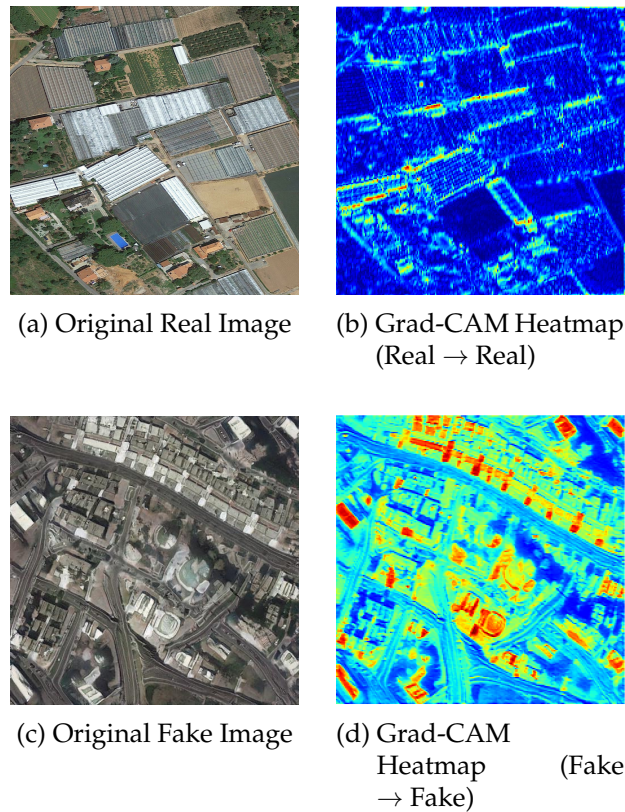 (a) Original Real Image
(b) Grad-CAM Heatmap
(Real → Real)
(c) Original Fake Image
(d) Grad-CAM
Heatmap (Fake
→ Fake)